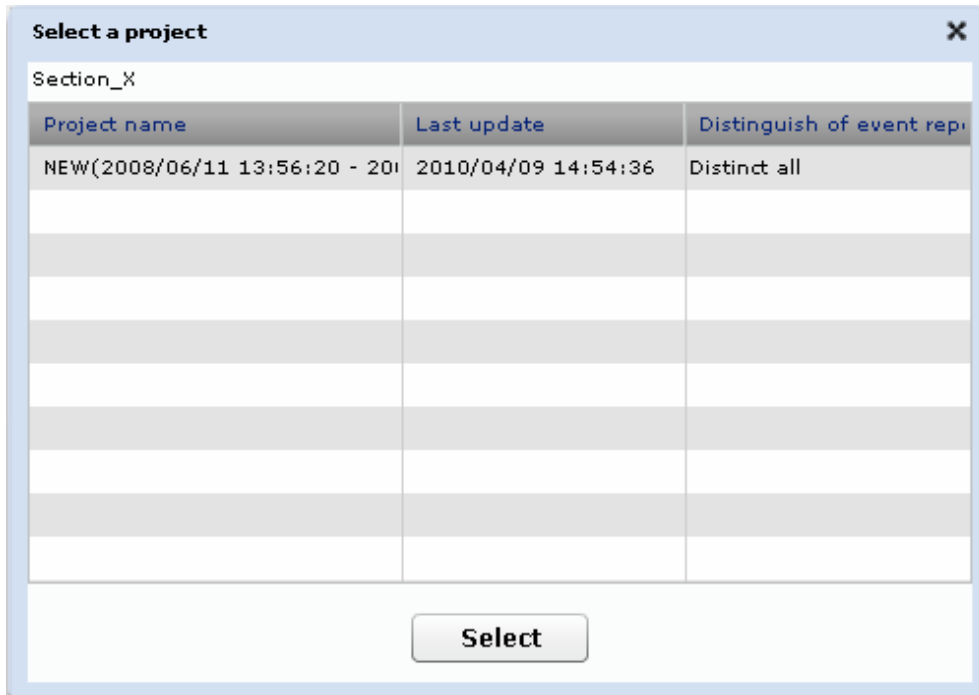 Select a project
Section_X
Project name Last update Distinguish of event rep
NEW(2008/06/11 13:56:20 - 20 2010/04/09 14:54:36 Distinct all
Select